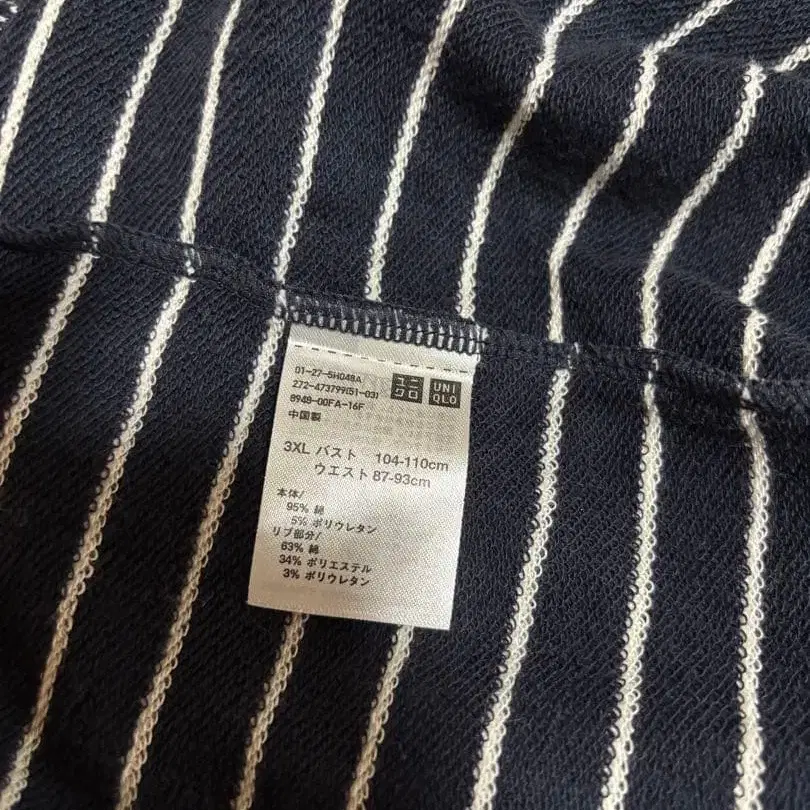 01-27-5H048A
272-473799(51-03)
8948-00FA-16F
中国製
ユニクロ
UNIQLO
3XL バスト 104-110cm
ウエスト 87-93cm
本体/
95% 綿
5% ポリウレタン
リブ部分/
63% 綿
34% ポリエステル
3% ポリウレタン